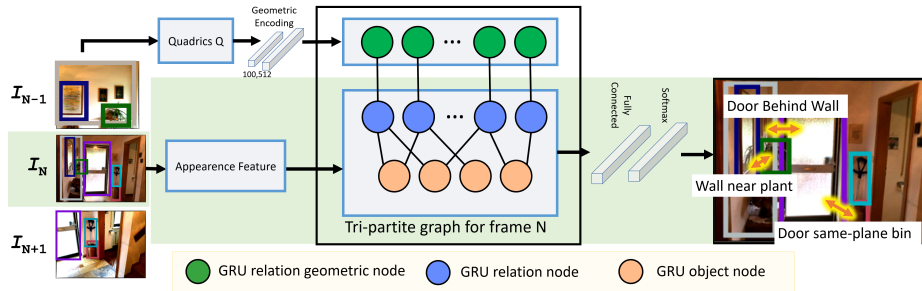 Geometric
Encoding
Quadrics Q
100,512
I_N-1
I_N
I_N+1
Appearence Feature
Tri-partite graph for frame N
Fully
Connected
Softmax
Door Behind Wall
Wall near plant
Door same-plane bin
GRU relation geometric node
GRU relation node
GRU object node